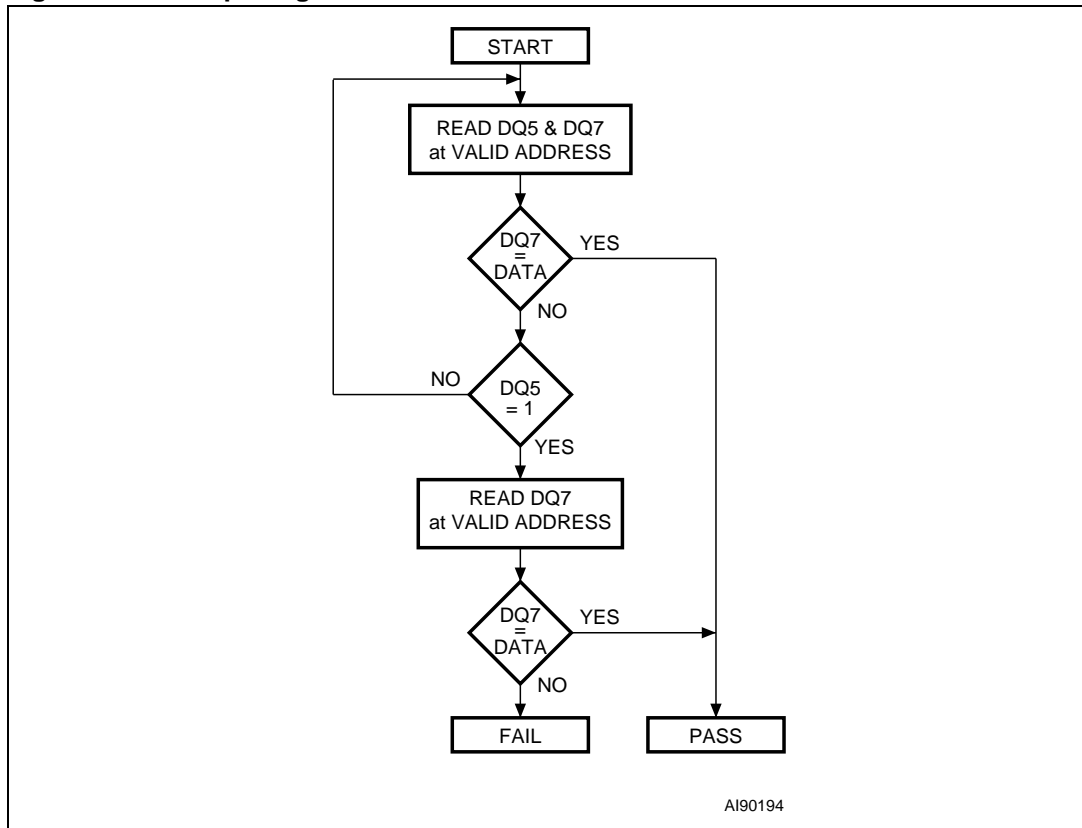 START
READ DQ5 & DQ7
at VALID ADDRESS
DQ7
=
DATA
YES
NO
NO
DQ5
= 1
YES
READ DQ7
at VALID ADDRESS
DQ7
=
DATA
YES
NO
FAIL
PASS
AI90194